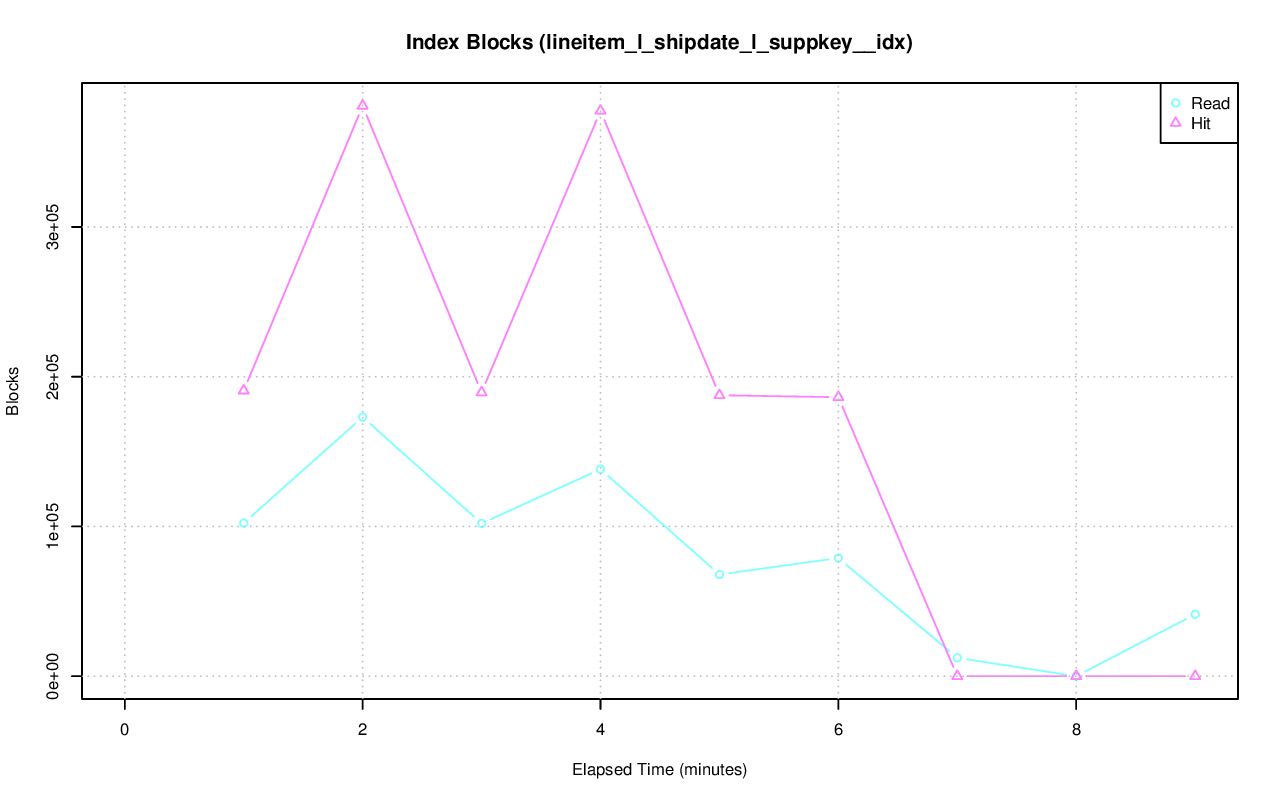 Index Blocks (lineitem_l_shipdate_l_suppkey__idx)
Read
Hit
Blocks
3e+05
2e+05
1e+05
0e+00
0 2 4 6 8
Elapsed Time (minutes)